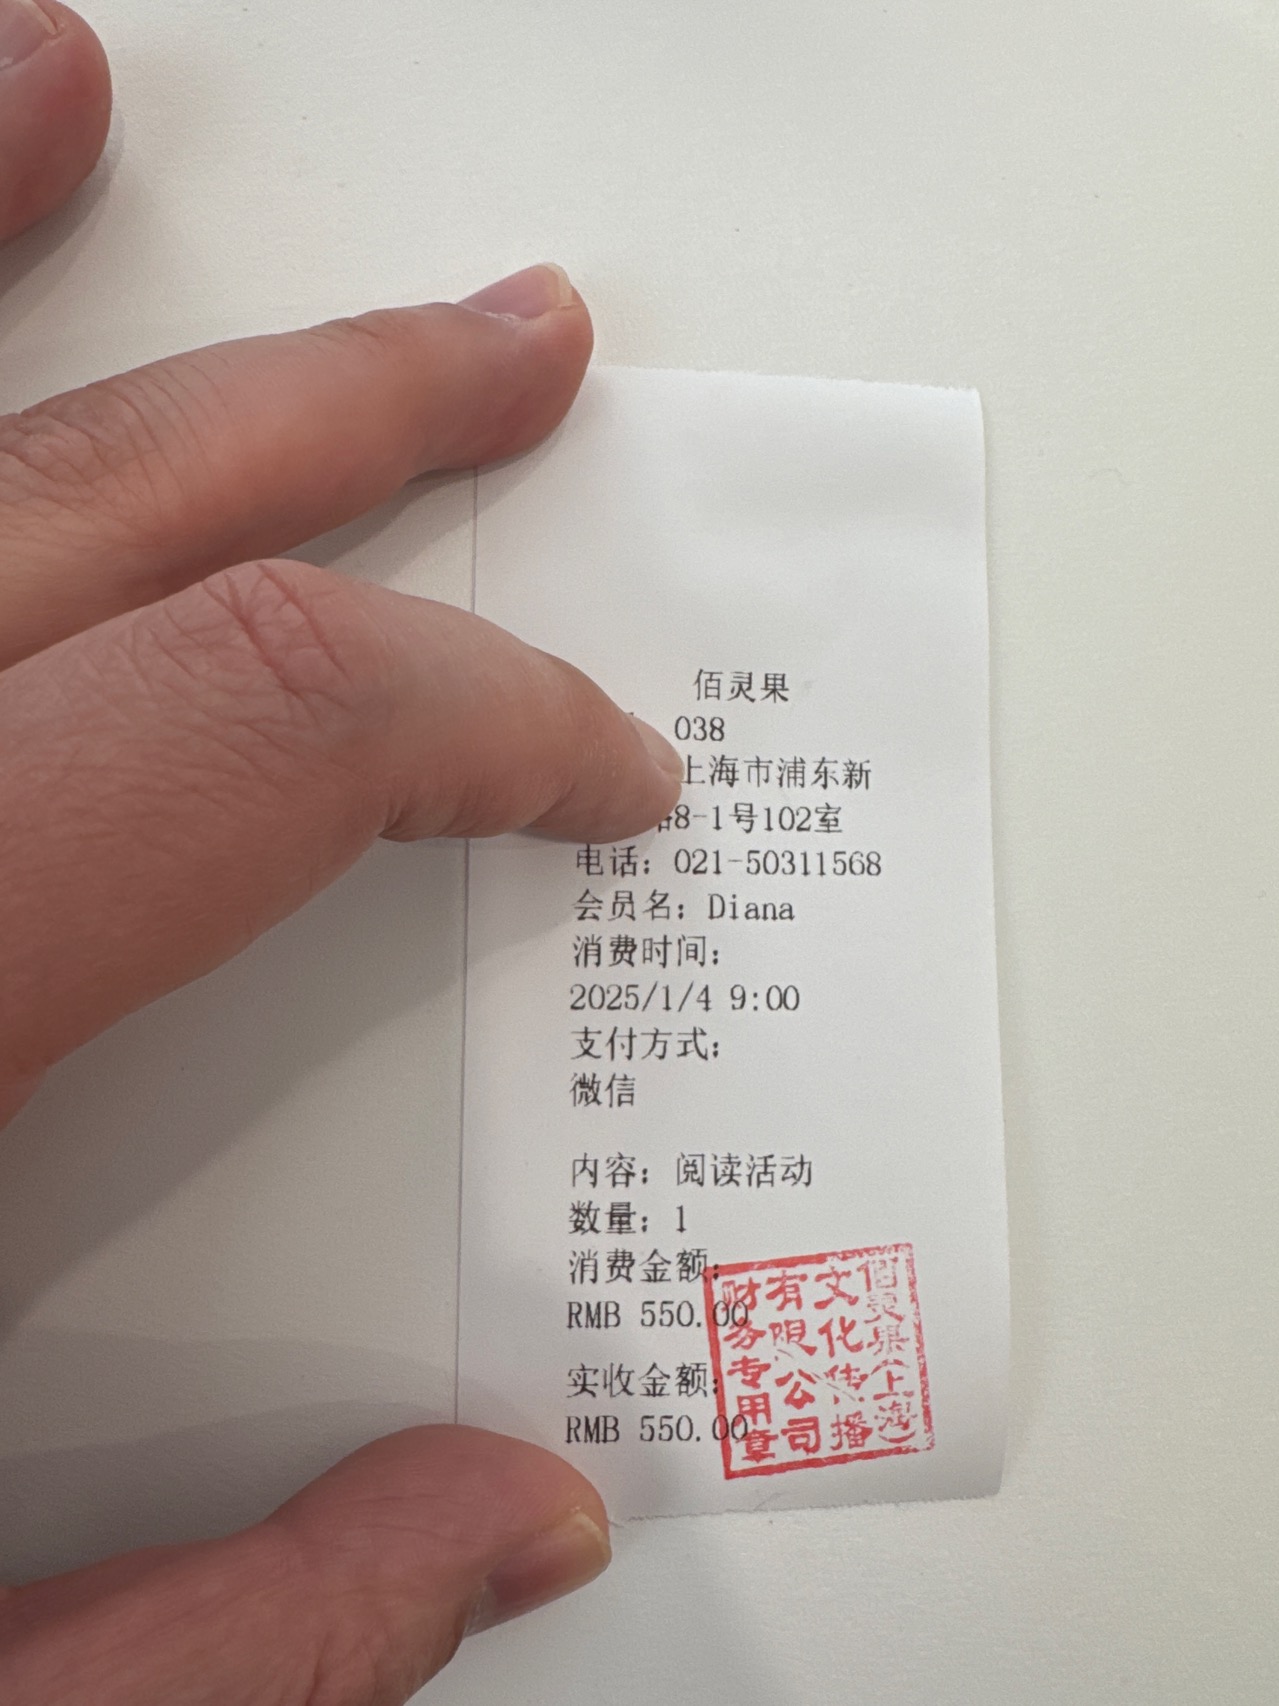 佰灵果
038
上海市浦东新
8-1号102室
电话：021-50311568
会员名：Diana
消费时间：
2025/1/4 9:00
支付方式：
微信
内容：阅读活动
数量：1
消费金额：
RMB 550.00
实收金额：
RMB 550.00
佰灵果(上海)
文化传播
有限公司
财务专用章